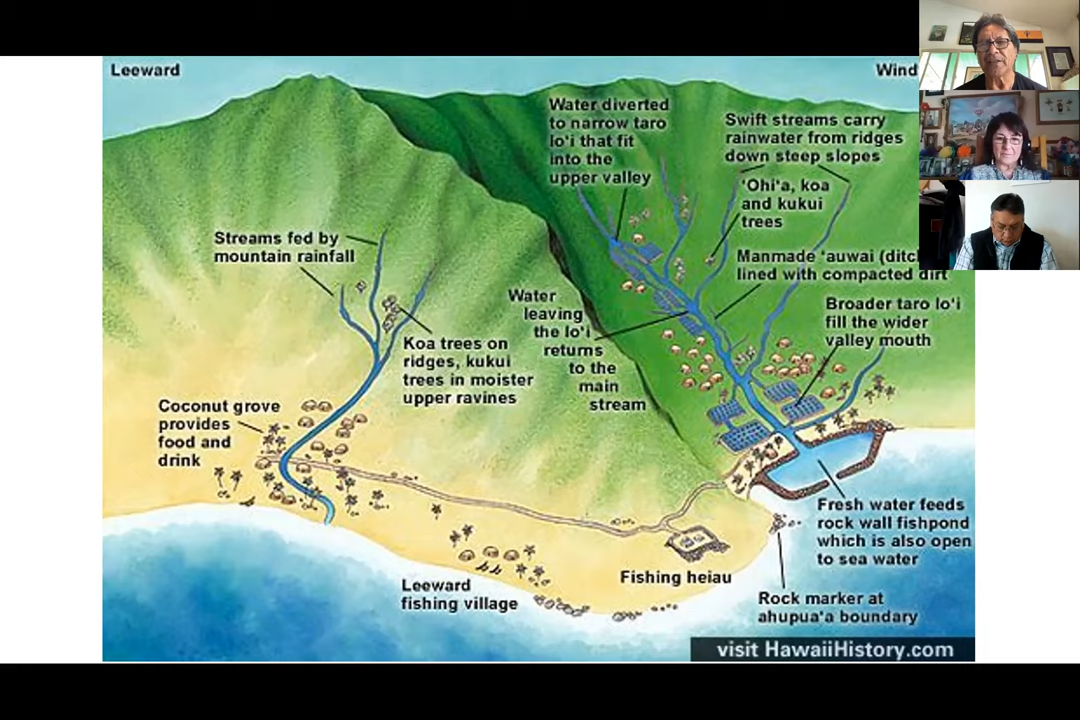 Leeward
Wind
Water diverted
to narrow taro
lo'i that fit
into the
upper valley
Swift streams carry
rainwater from ridges
down steep slopes
'Ohi'a, koa
and kukui
trees
Streams fed by
mountain rainfall
Manmade 'auwai (ditc
lined with compacted dirt
Water
leaving
the lo'i
returns
to the
main
stream
Broader taro lo'i
fill the wider
valley mouth
Koa trees on
ridges, kukui
trees in moister
upper ravines
Coconut grove
provides
food and
drink
Fresh water feeds
rock wall fishpond
which is also open
to sea water
Fishing heiau
Leeward
fishing village
Rock marker at
ahupua'a boundary
visit HawaiiHistory.com